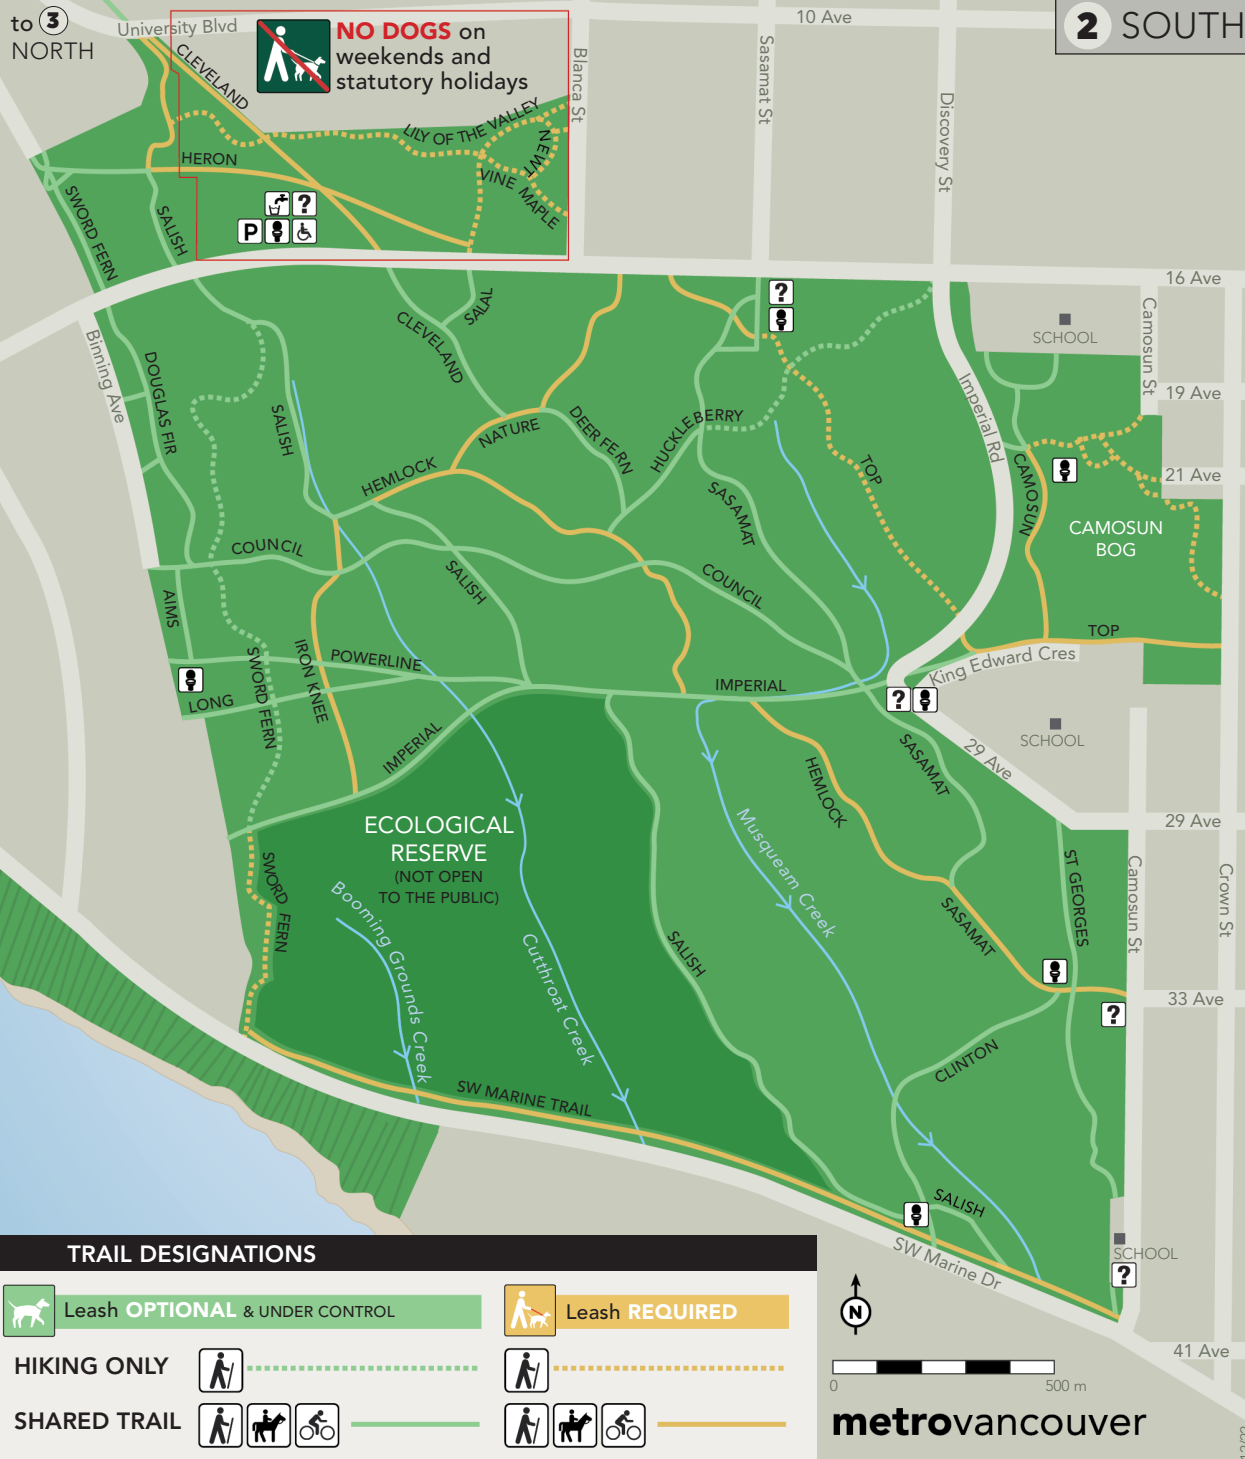 to 3
NORTH
University Blvd
NO DOGS on
weekends and
statutory holidays
10 Ave
2 SOUTH
CLEVELAND
Blanca St
Sasamat St
Discovery St
LILY OF THE VALLEY
NEWT
HERON
VINE MAPLE
P
?
SWORD FERN
SALISH
16 Ave
SALAL
CLEVELAND
?
SCHOOL
Camosun St
Binning Ave
DOUGLAS FIR
SALISH
19 Ave
Imperial Rd
NATURE
DEER FERN
HUCKLEBERRY
HEMLOCK
TOP
21 Ave
CAMOSUN
SASAMAT
CAMOSUN
BOG
COUNCIL
SALISH
COUNCIL
AIMS
TOP
IRON KNEE
SWORD FERN
POWERLINE
King Edward Cres
IMPERIAL
LONG
?
IMPERIAL
SCHOOL
SASAMAT
29 Ave
HEMLOCK
ECOLOGICAL
RESERVE
(NOT OPEN
TO THE PUBLIC)
29 Ave
Musqueam Creek
SWORD FERN
Booming Grounds Creek
Cutthroat Creek
SALISH
SASAMAT
ST GEORGES
Camosun St
Crown St
33 Ave
?
CLINTON
SW MARINE TRAIL
SALISH
SW Marine Dr
SCHOOL
?
41 Ave
TRAIL DESIGNATIONS
Leash OPTIONAL & UNDER CONTROL
Leash REQUIRED
HIKING ONLY
SHARED TRAIL
N
0 500 m
metrovancouver